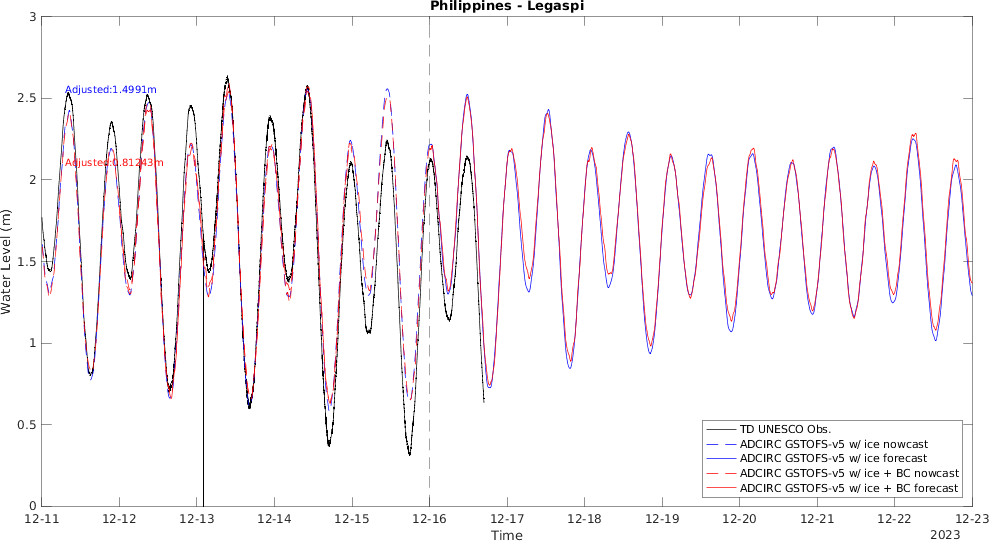 Philippines - Legaspi
3
2.5
2
1.5
1
0.5
0
Water Level (m)
Adjusted:1.4991m
Adjusted:0.81243m
TD UNESCO Obs.
ADCIRC GSTOFS-v5 w/ ice nowcast
ADCIRC GSTOFS-v5 w/ ice forecast
ADCIRC GSTOFS-v5 w/ ice + BC nowcast
ADCIRC GSTOFS-v5 w/ ice + BC forecast
12-11 12-12 12-13 12-14 12-15 12-16 12-17 12-18 12-19 12-20 12-21 12-22 12-23
Time
2023